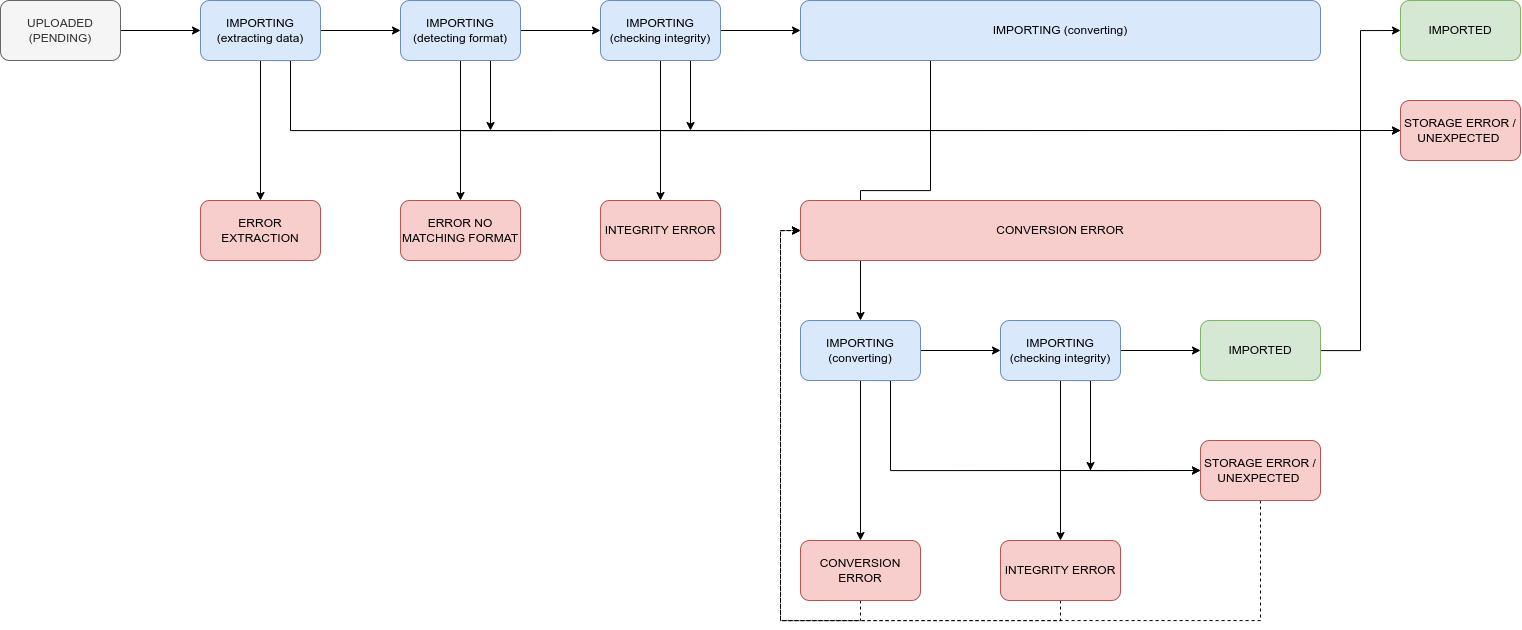 UPLOADED
(PENDING)
IMPORTING
(extracting data)
IMPORTING
(detecting format)
IMPORTING
(checking integrity)
IMPORTING (converting)
IMPORTED
STORAGE ERROR /
UNEXPECTED
ERROR
EXTRACTION
ERROR NO
MATCHING FORMAT
INTEGRITY ERROR
CONVERSION ERROR
IMPORTING
(converting)
IMPORTING
(checking integrity)
IMPORTED
STORAGE ERROR /
UNEXPECTED
CONVERSION
ERROR
INTEGRITY ERROR